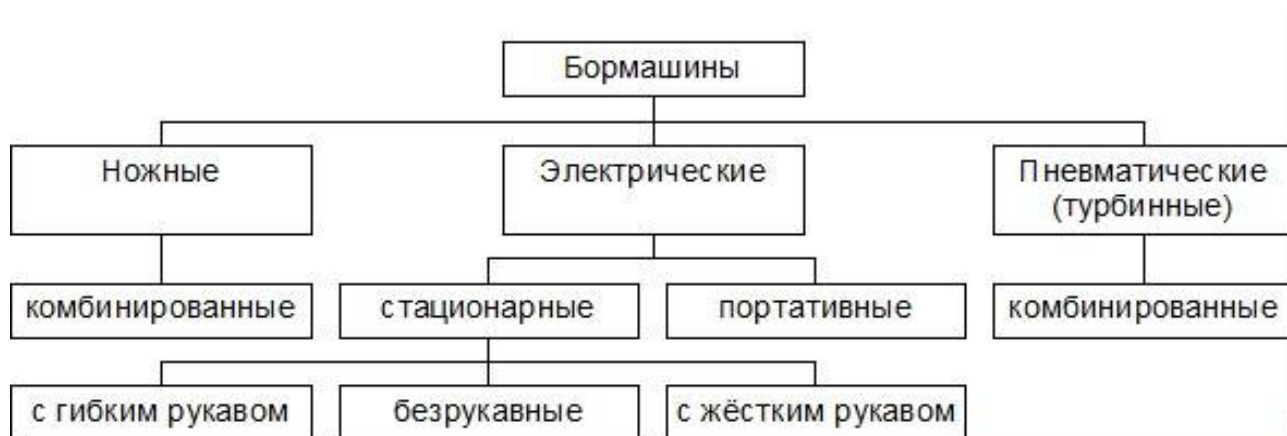 Бормашины
Ножные
Электрические
Пневматические
(турбинные)
комбинированные
стационарные
портативные
комбинированные
с гибким рукавом
безрукавные
с жёстким рукавом